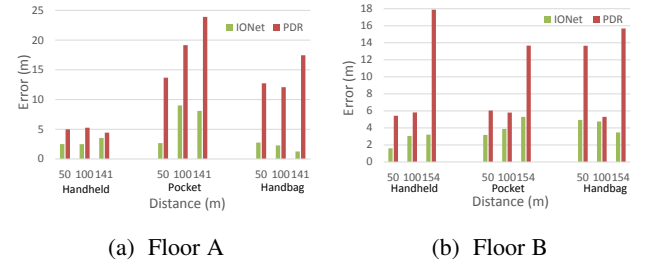 25
20
15
10
5
0
Error (m)
IONet PDR
50 100 141 50 100 141 50 100 141
Handheld Pocket Handbag
Distance (m)
(a) Floor A
18
16
14
12
10
8
6
4
2
0
Error (m)
IONet PDR
50 100 154 50 100 154 50 100 154
Handheld Pocket Handbag
Distance (m)
(b) Floor B